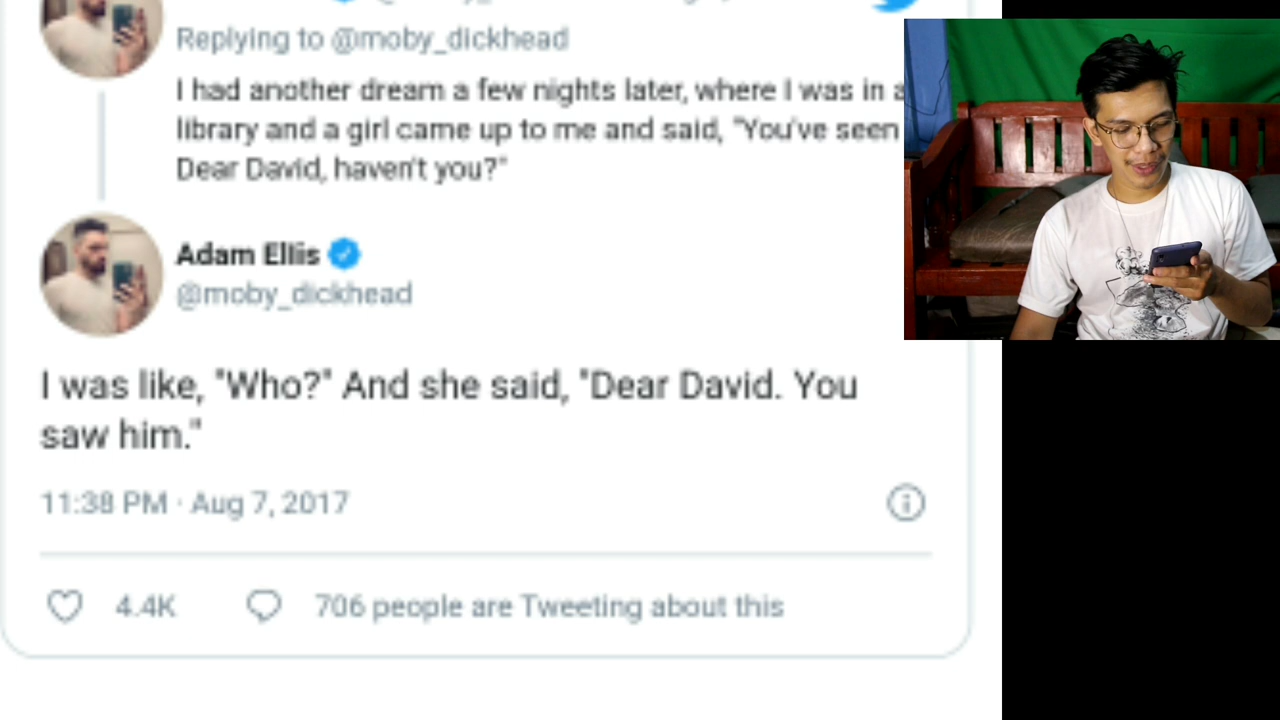 Replying to @moby_dickhead
I had another dream a few nights later, where I was in a
library and a girl came up to me and said, "You've seen
Dear David, haven't you?"
Adam Ellis
@moby_dickhead
I was like, "Who?" And she said, "Dear David. You
saw him."
11:38 PM · Aug 7, 2017
4.4K 706 people are Tweeting about this